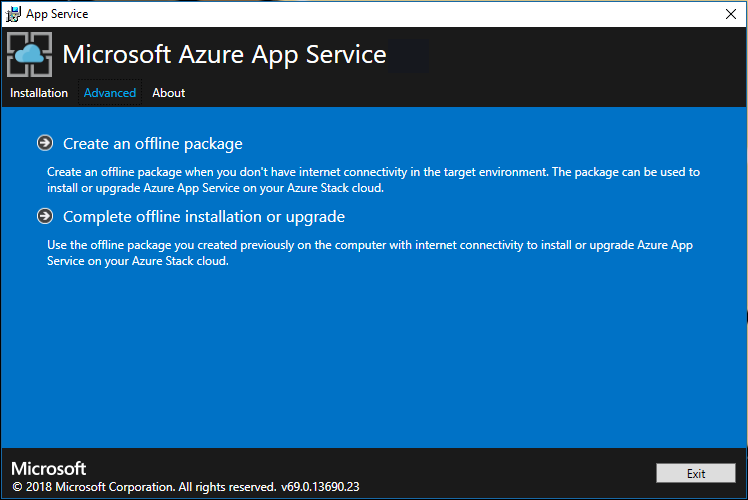 App Service
Microsoft Azure App Service
Installation Advanced About
Create an offline package
Create an offline package when you don't have internet connectivity in the target environment. The package can be used to
install or upgrade Azure App Service on your Azure Stack cloud.
Complete offline installation or upgrade
Use the offline package you created previously on the computer with internet connectivity to install or upgrade Azure App
Service on your Azure Stack cloud.
Microsoft
© 2018 Microsoft Corporation. All rights reserved. v69.0.13690.23
Exit